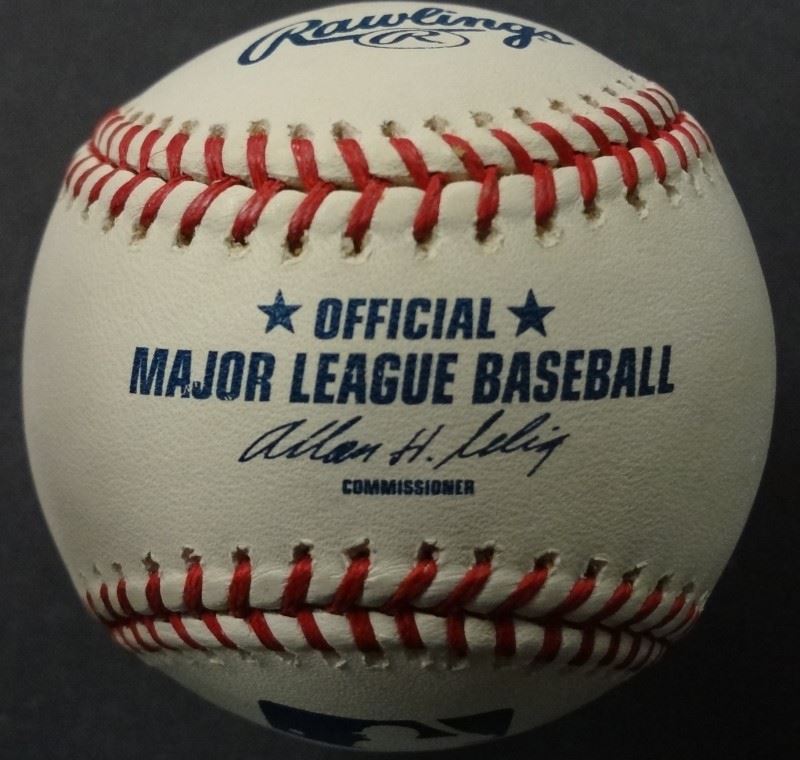 Rawlings
R
★ OFFICIAL ★
MAJOR LEAGUE BASEBALL
Allan H. Selig
COMMISSIONER